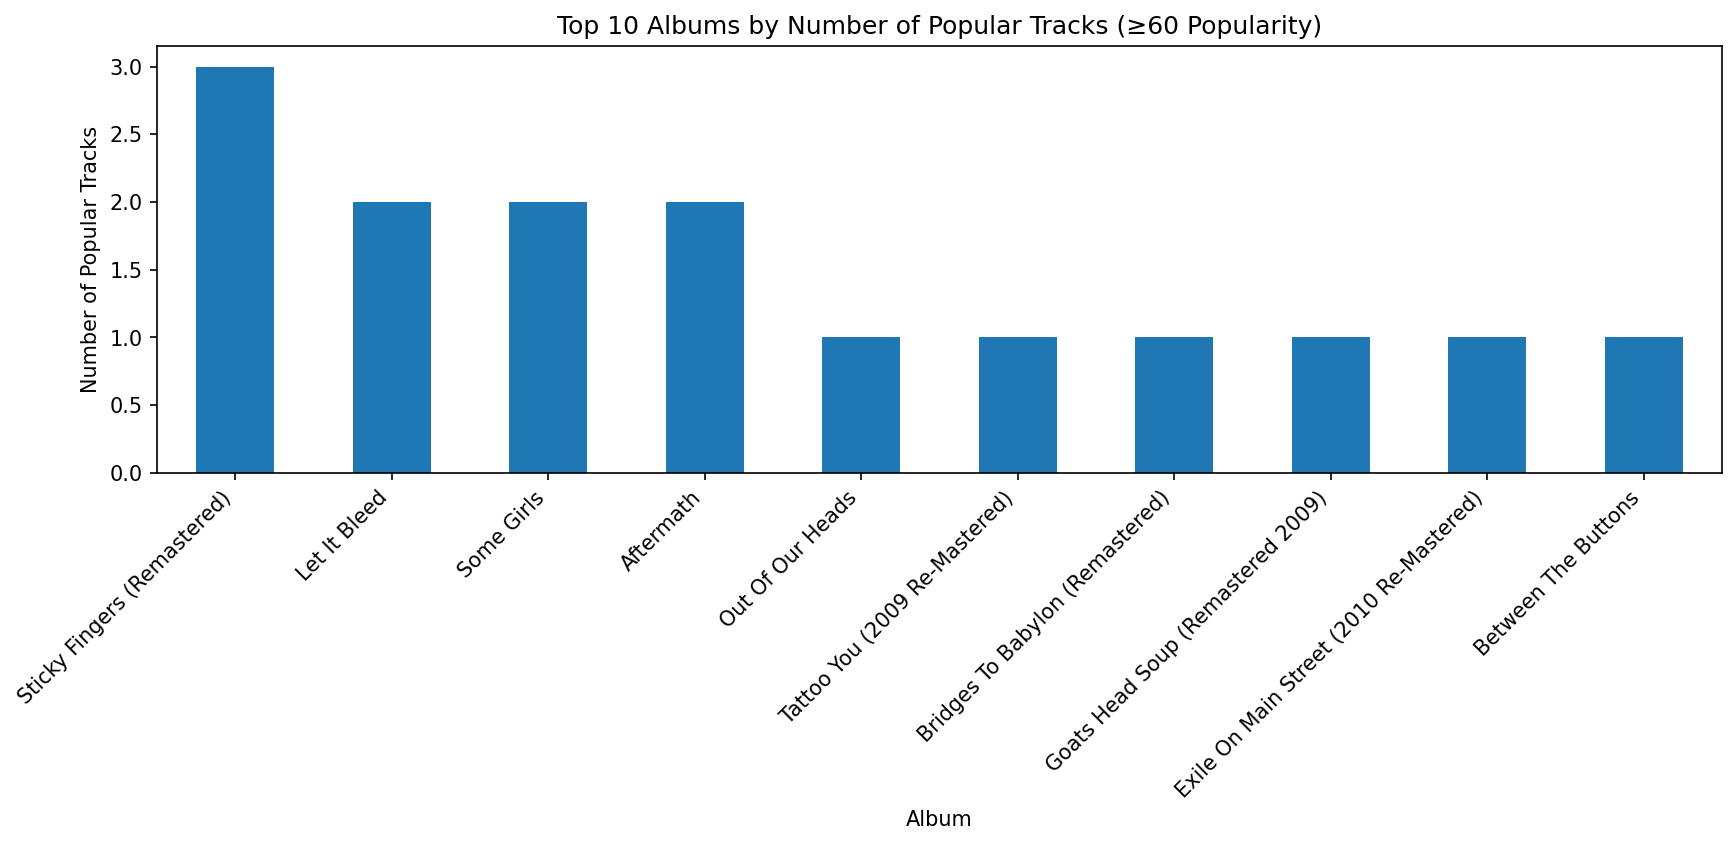 Top 10 Albums by Number of Popular Tracks (≥60 Popularity)
Number of Popular Tracks
3.0
2.5
2.0
1.5
1.0
0.5
0.0
Sticky Fingers (Remastered)
Let It Bleed
Some Girls
Aftermath
Out Of Our Heads
Tattoo You (2009 Re-Mastered)
Bridges To Babylon (Remastered)
Goats Head Soup (Remastered 2009)
Exile On Main Street (2010 Re-Mastered)
Between The Buttons
Album